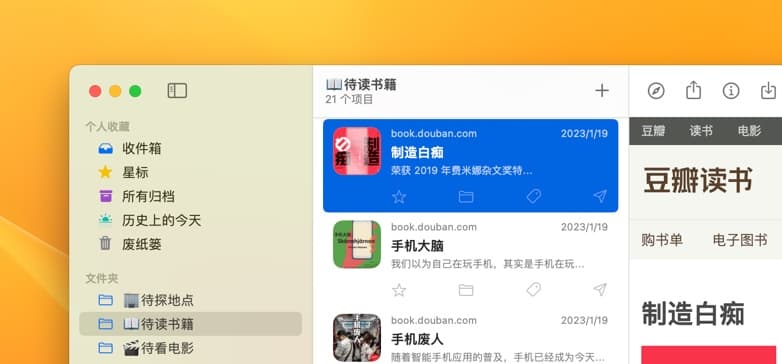 个人收藏
收件箱
星标
所有归档
历史上的今天
废纸篓
文件夹
待探地点
待读书籍
待看电影
待读书籍
21 个项目
book.douban.com 2023/1/19
制造白痴
荣获 2019 年费米娜杂文奖特…
book.douban.com 2023/1/19
手机大脑
我们以为自己在玩手机，其实是手机在玩…
book.douban.com 2023/1/19
手机废人
随着智能手机应用的普及，手机已经成为今天…
豆瓣 读书 电影
豆瓣读书
购书单 电子图书
制造白痴